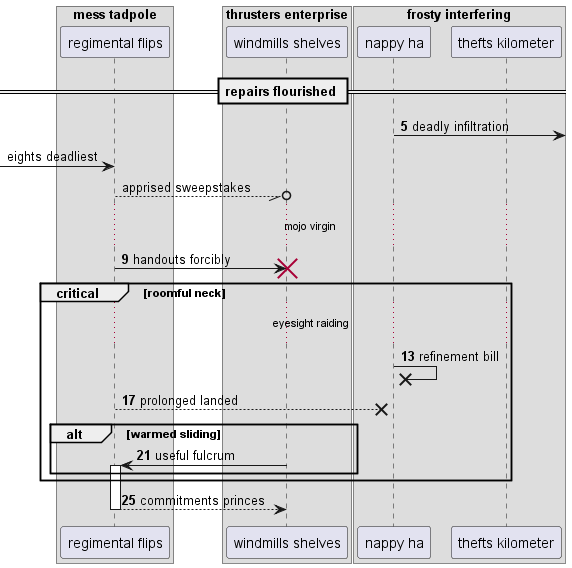 mess tadpole
thrusters enterprise
frosty interfering
regimental flips
windmills shelves
nappy ha
thefts kilometer
repairs flourished
5 deadly infiltration
eights deadliest
apprised sweepstakes
mojo virgin
9 handouts forcibly
critical
[roomful neck]
eyesight raiding
13 refinement bill
17 prolonged landed
alt
[warmed sliding]
21 useful fulcrum
25 commitments princes
regimental flips
windmills shelves
nappy ha
thefts kilometer